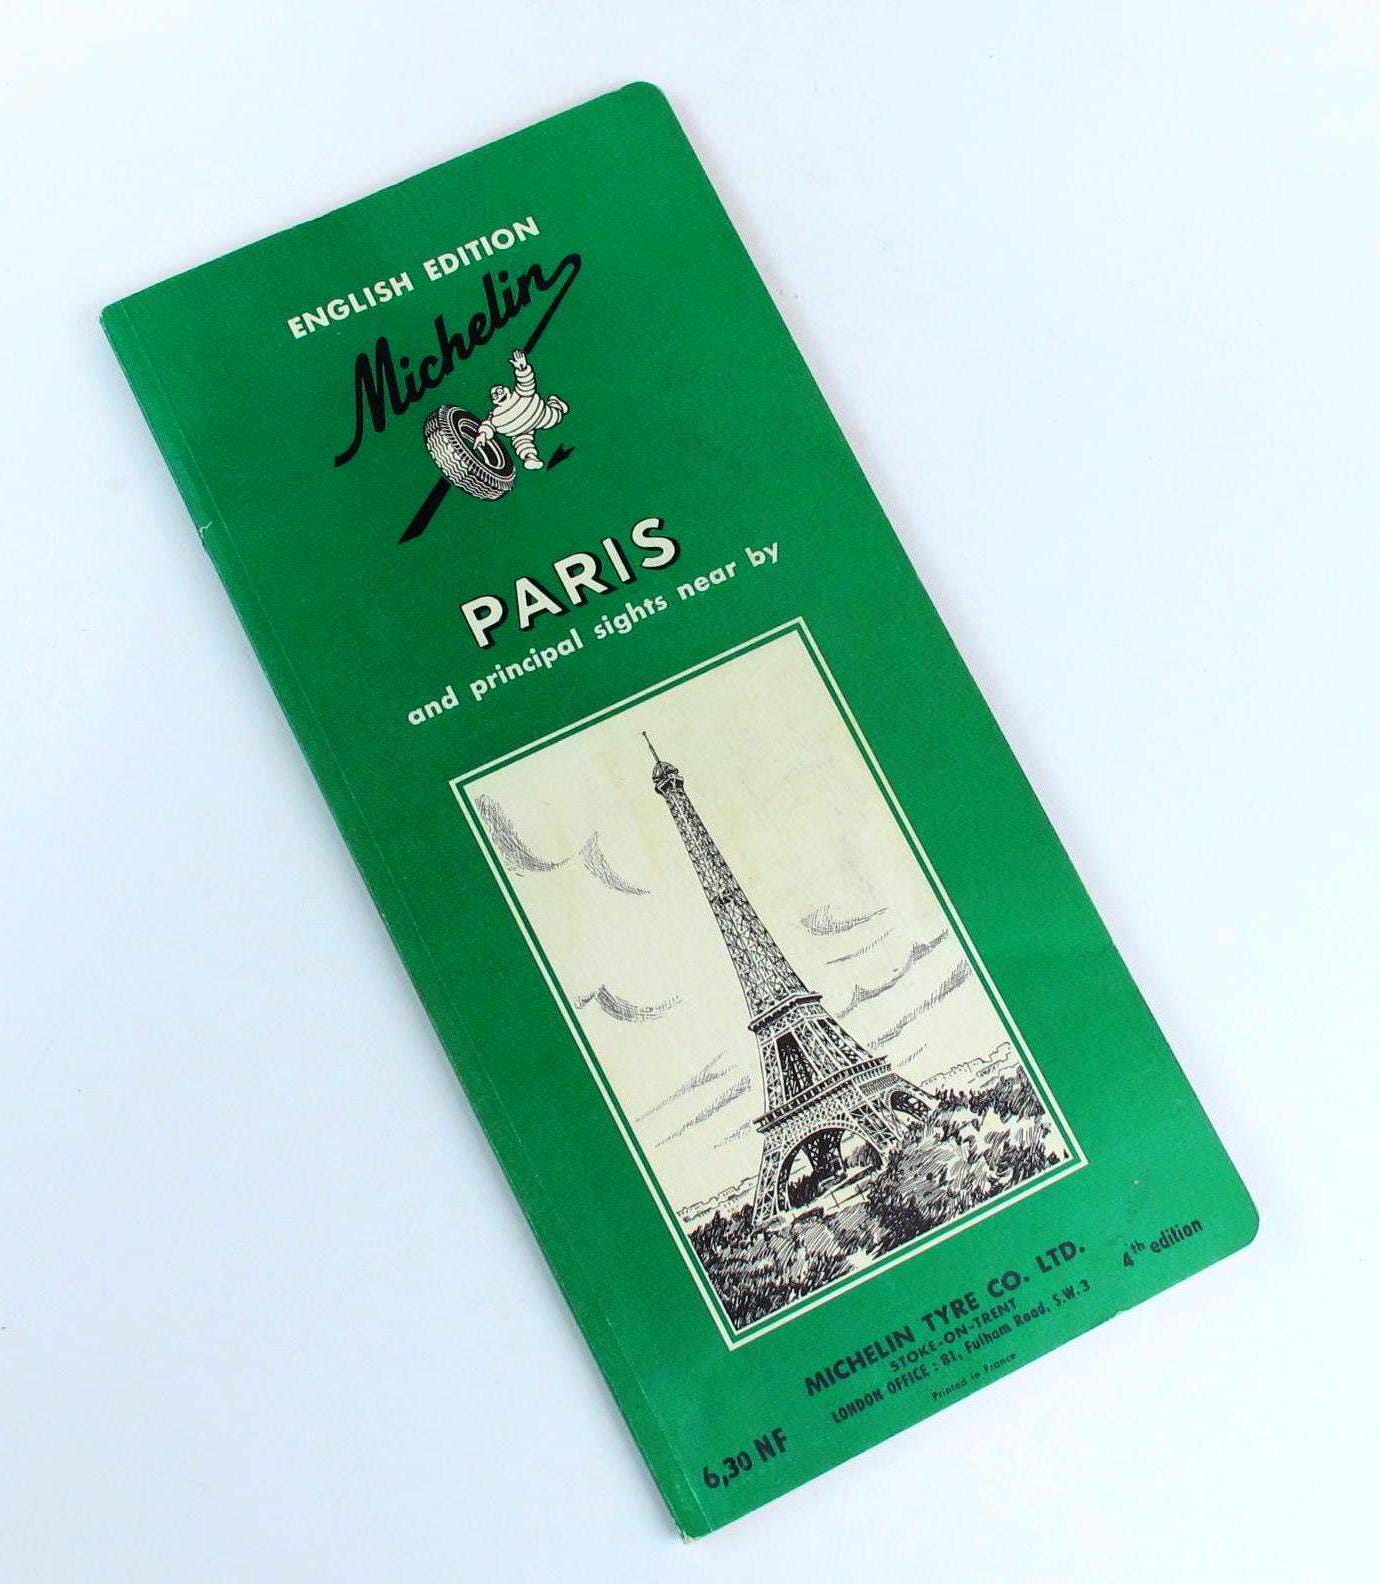 ENGLISH EDITION
Michelin
PARIS
and principal sights near by
MICHELIN TYRE CO. LTD.
STOKE-ON-TRENT
LONDON OFFICE : 81, Fulham Road, S.W.3
Printed in France
4th edition
6,30 NF